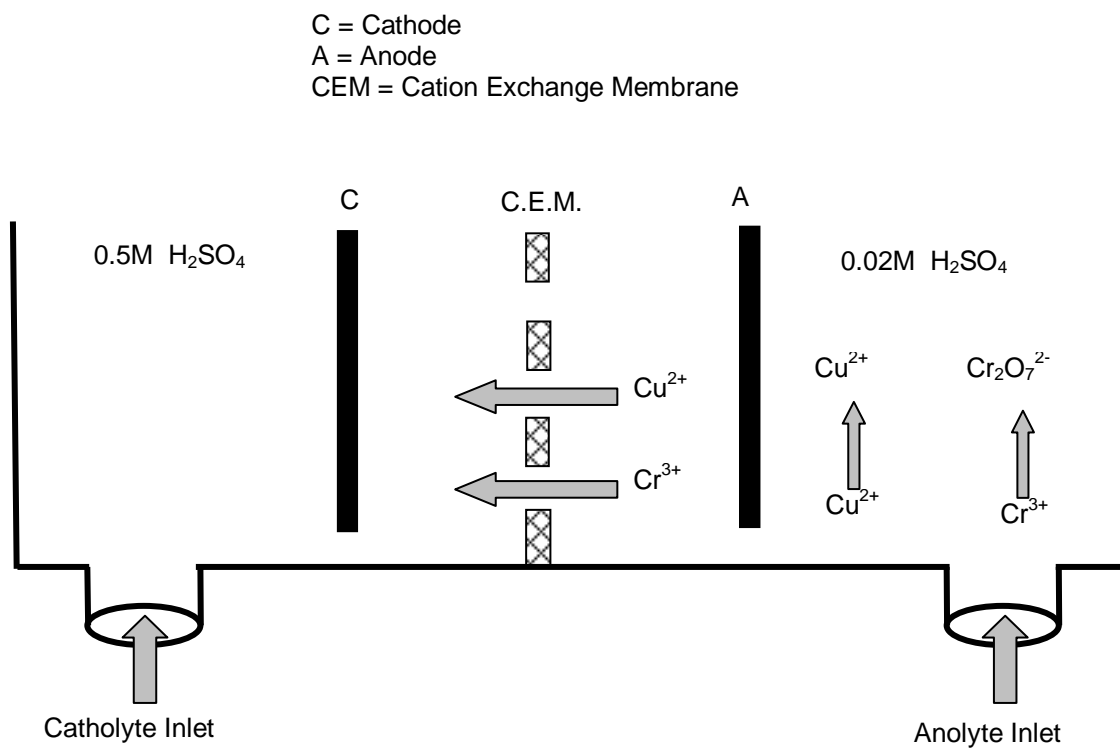 C = Cathode
A = Anode
CEM = Cation Exchange Membrane
C
C.E.M.
A
0.5M H₂SO₄
0.02M H₂SO₄
Cu²⁺
Cr₂O₇²⁻
Cu²⁺
Cr³⁺
Cu²⁺
Cr³⁺
Catholyte Inlet
Anolyte Inlet